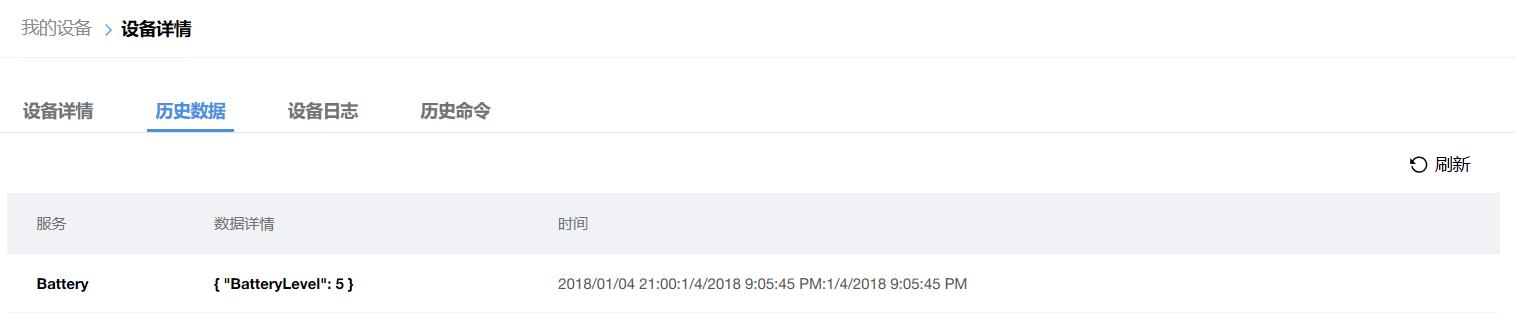 我的设备 > 设备详情
设备详情 历史数据 设备日志 历史命令
刷新
服务 数据详情 时间
Battery { "BatteryLevel": 5 } 2018/01/04 21:00:1/4/2018 9:05:45 PM:1/4/2018 9:05:45 PM